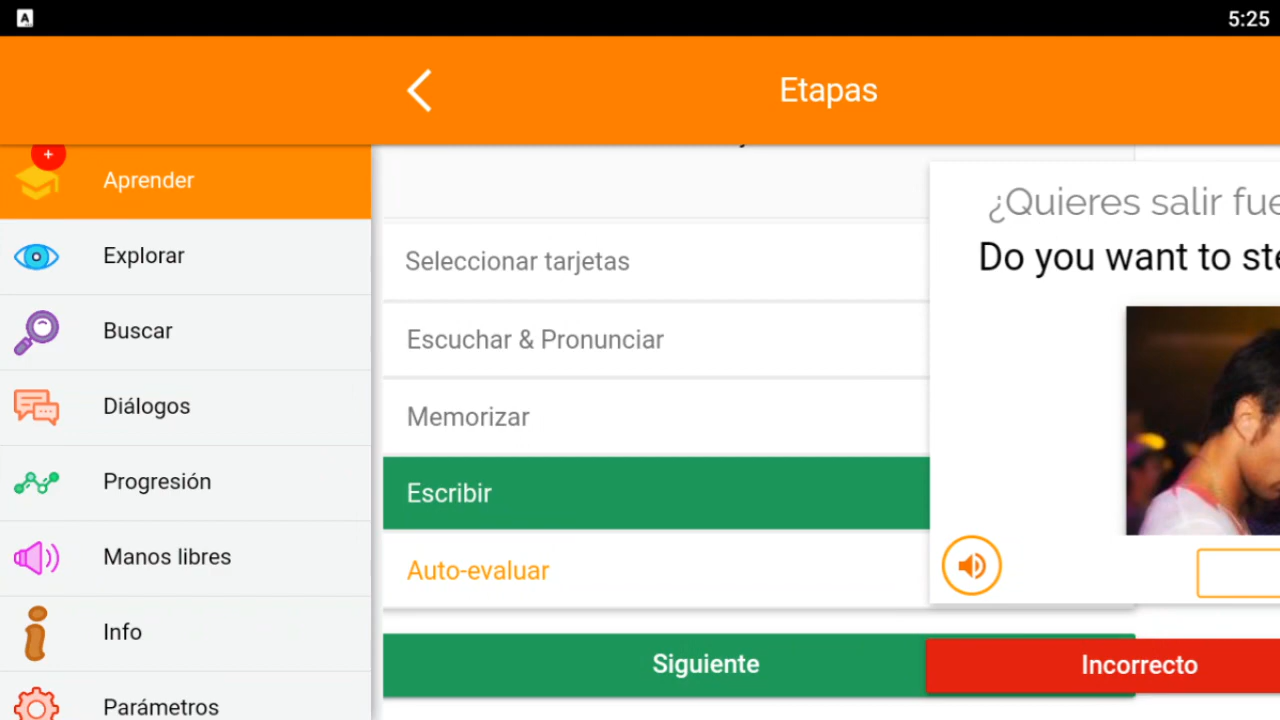 5:25
Etapas
+
Aprender
Explorar
Buscar
Diálogos
Progresión
Manos libres
Info
Parámetros
Seleccionar tarjetas
Escuchar & Pronunciar
Memorizar
Escribir
Auto-evaluar
Siguiente
¿Quieres salir
Do you want to
Incorrecto